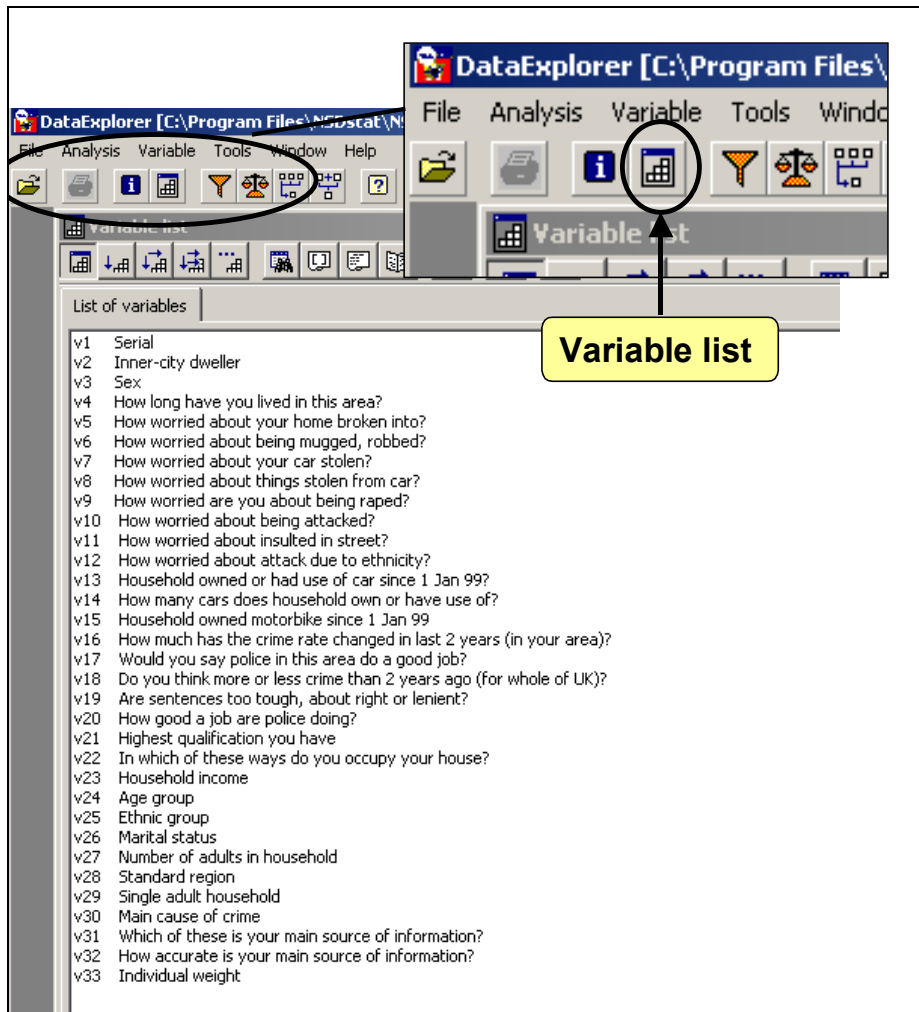 DataExplorer [C:\Program Files\
File Analysis Variable Tools Windo
Variable list
DataExplorer [C:\Program Files\NSDstat\NS
File Analysis Variable Tools Window Help
Variable list
List of variables
Variable list
v1 Serial
v2 Inner-city dweller
v3 Sex
v4 How long have you lived in this area?
v5 How worried about your home broken into?
v6 How worried about being mugged, robbed?
v7 How worried about your car stolen?
v8 How worried about things stolen from car?
v9 How worried are you about being raped?
v10 How worried about being attacked?
v11 How worried about insulted in street?
v12 How worried about attack due to ethnicity?
v13 Household owned or had use of car since 1 Jan 99?
v14 How many cars does household own or have use of?
v15 Household owned motorbike since 1 Jan 99
v16 How much has the crime rate changed in last 2 years (in your area)?
v17 Would you say police in this area do a good job?
v18 Do you think more or less crime than 2 years ago (for whole of UK)?
v19 Are sentences too tough, about right or lenient?
v20 How good a job are police doing?
v21 Highest qualification you have
v22 In which of these ways do you occupy your house?
v23 Household income
v24 Age group
v25 Ethnic group
v26 Marital status
v27 Number of adults in household
v28 Standard region
v29 Single adult household
v30 Main cause of crime
v31 Which of these is your main source of information?
v32 How accurate is your main source of information?
v33 Individual weight